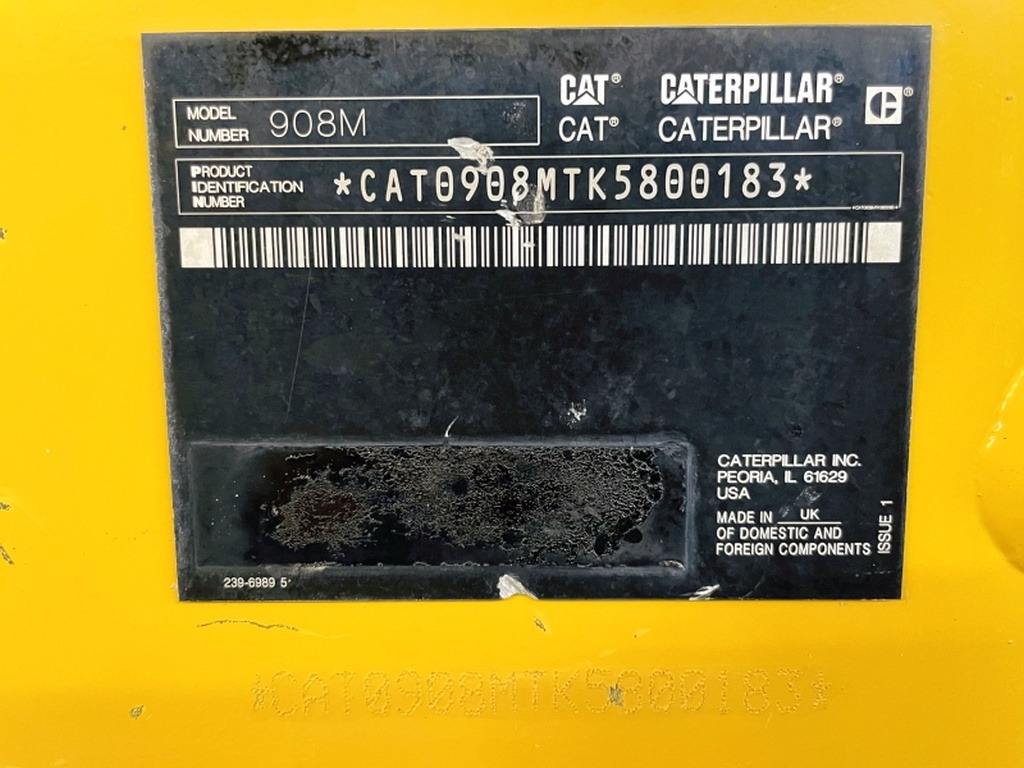 MODEL
NUMBER 908M
CAT® CATERPILLAR® ®
CAT® CATERPILLAR®
PRODUCT
IDENTIFICATION
NUMBER
*CAT0908MTK5800183*
CATERPILLAR INC.
PEORIA, IL 61629
USA
MADE IN UK
OF DOMESTIC AND
FOREIGN COMPONENTS
ISSUE 1
239-6989 5
*CAT0908MTK5800183*